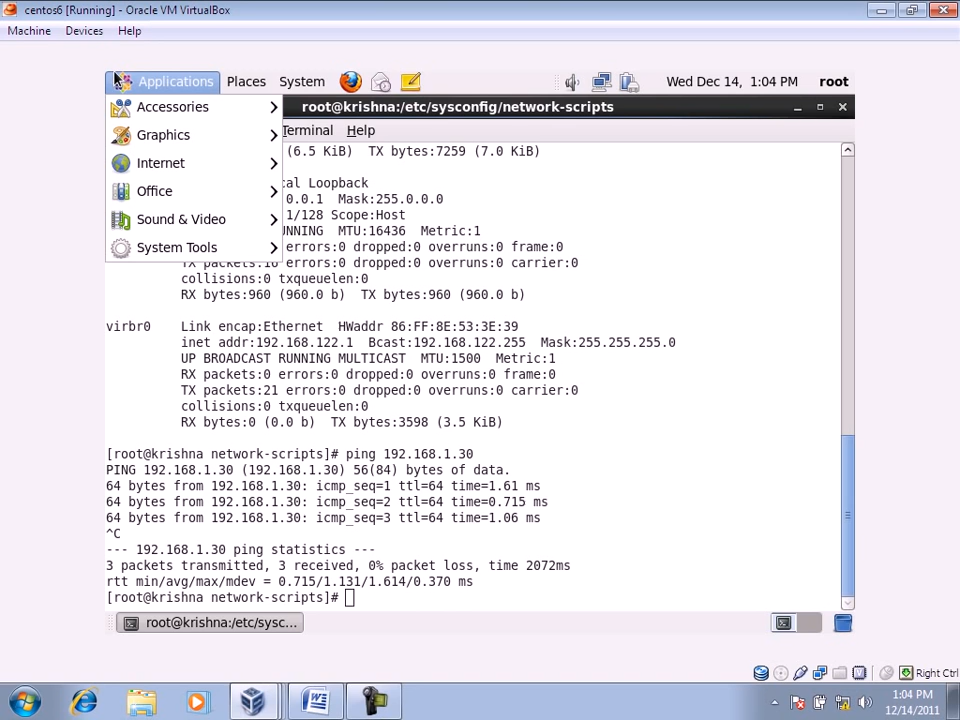 centos6 [Running] - Oracle VM VirtualBox
Machine Devices Help
Applications Places System Wed Dec 14, 1:04 PM root
Accessories
Graphics
Internet
Office
Sound & Video
System Tools
root@krishna:/etc/sysconfig/network-scripts
Terminal Help
(6.5 KiB) TX bytes:7259 (7.0 KiB)
cal Loopback
0.0.1 Mask:255.0.0.0
1/128 Scope:Host
NNING MTU:16436 Metric:1
errors:0 dropped:0 overruns:0 frame:0
TX packets:16 errors:0 dropped:0 overruns:0 carrier:0
collisions:0 txqueuelen:0
RX bytes:960 (960.0 b) TX bytes:960 (960.0 b)
virbr0 Link encap:Ethernet HWaddr 86:FF:8E:53:3E:39
inet addr:192.168.122.1 Bcast:192.168.122.255 Mask:255.255.255.0
UP BROADCAST RUNNING MULTICAST MTU:1500 Metric:1
RX packets:0 errors:0 dropped:0 overruns:0 frame:0
TX packets:21 errors:0 dropped:0 overruns:0 carrier:0
collisions:0 txqueuelen:0
RX bytes:0 (0.0 b) TX bytes:3598 (3.5 KiB)
[root@krishna network-scripts]# ping 192.168.1.30
PING 192.168.1.30 (192.168.1.30) 56(84) bytes of data.
64 bytes from 192.168.1.30: icmp_seq=1 ttl=64 time=1.61 ms
64 bytes from 192.168.1.30: icmp_seq=2 ttl=64 time=0.715 ms
64 bytes from 192.168.1.30: icmp_seq=3 ttl=64 time=1.06 ms
^C
--- 192.168.1.30 ping statistics ---
3 packets transmitted, 3 received, 0% packet loss, time 2072ms
rtt min/avg/max/mdev = 0.715/1.131/1.614/0.370 ms
[root@krishna network-scripts]#
root@krishna:/etc/sysc...
Right Ctrl
1:04 PM
12/14/2011